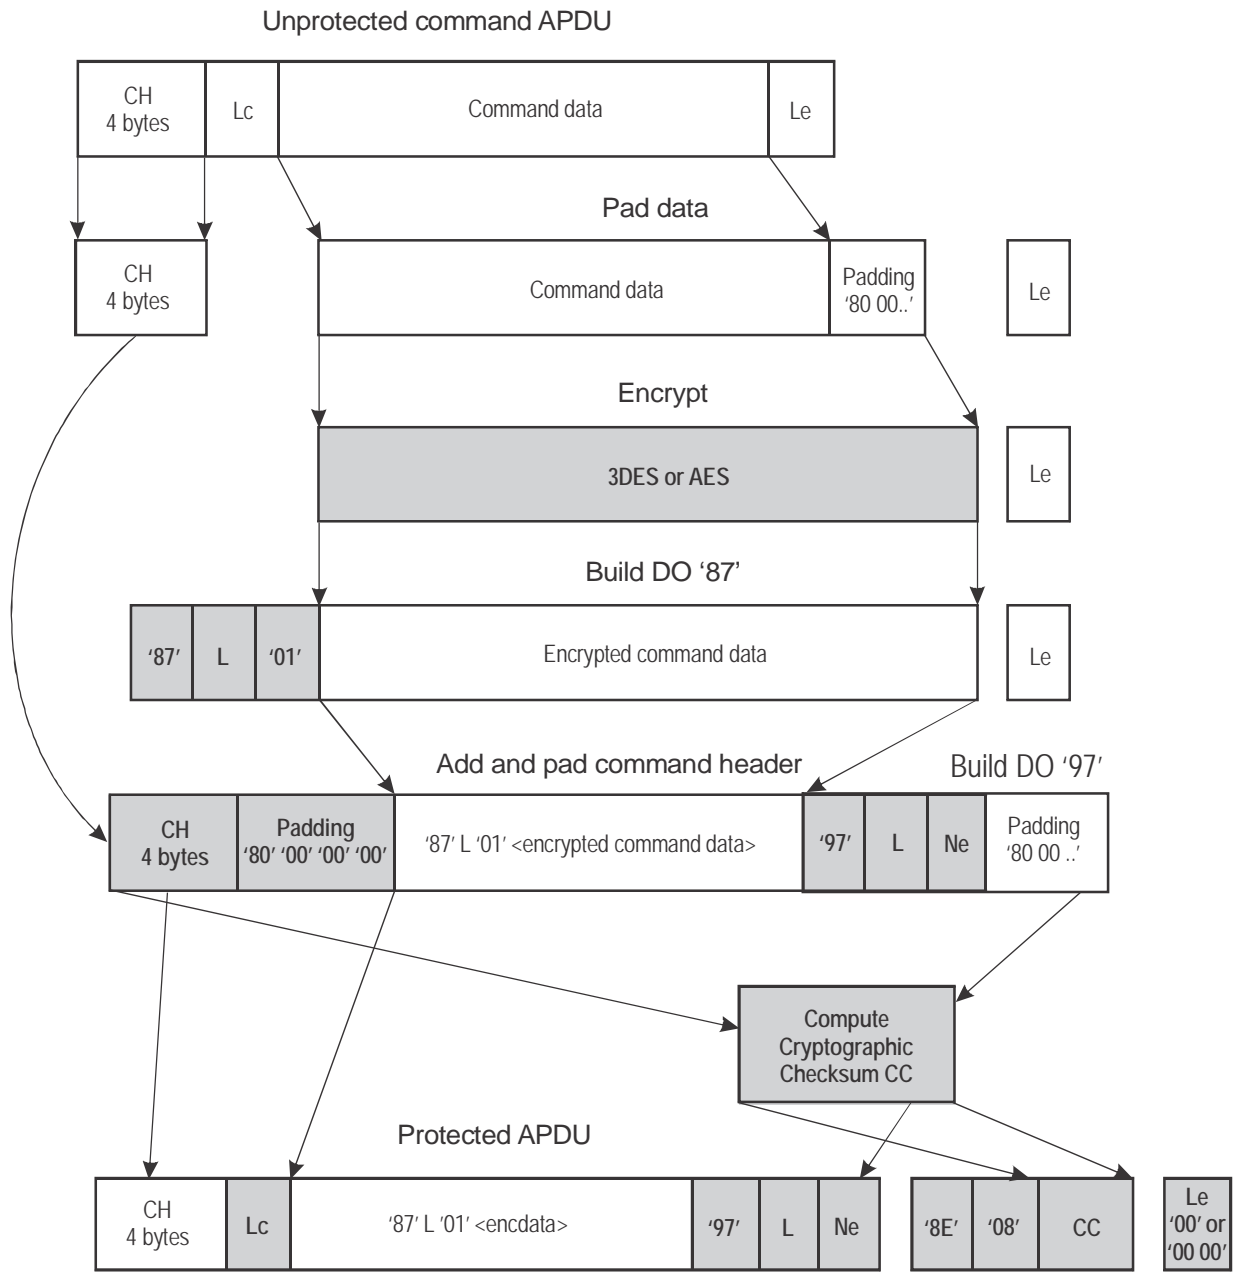 Unprotected command APDU
CH
4 bytes
Lc
Command data
Le
Pad data
CH
4 bytes
Command data
Padding
‘80 00..’
Le
Encrypt
3DES or AES
Le
Build DO ‘87’
‘87’
L
‘01’
Encrypted command data
Le
Add and pad command header
Build DO ‘97’
CH
4 bytes
Padding
‘80’ ‘00’ ‘00’ ‘00’
‘87’ L ‘01’ <encrypted command data>
‘97’
L
Ne
Padding
‘80 00 ..’
Compute
Cryptographic
Checksum CC
Protected APDU
CH
4 bytes
Lc
‘87’ L ‘01’ <encdata>
‘97’
L
Ne
‘8E’
‘08’
CC
Le
‘00’ or
‘00 00’